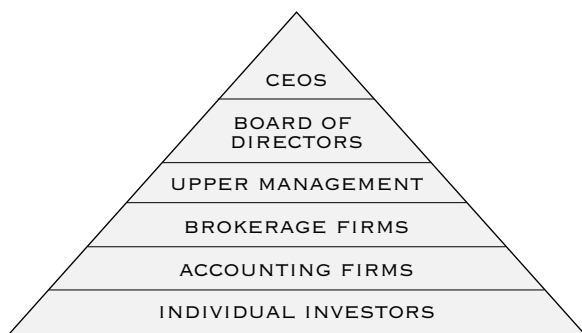 CEOS
BOARD OF
DIRECTORS
UPPER MANAGEMENT
BROKERAGE FIRMS
ACCOUNTING FIRMS
INDIVIDUAL INVESTORS